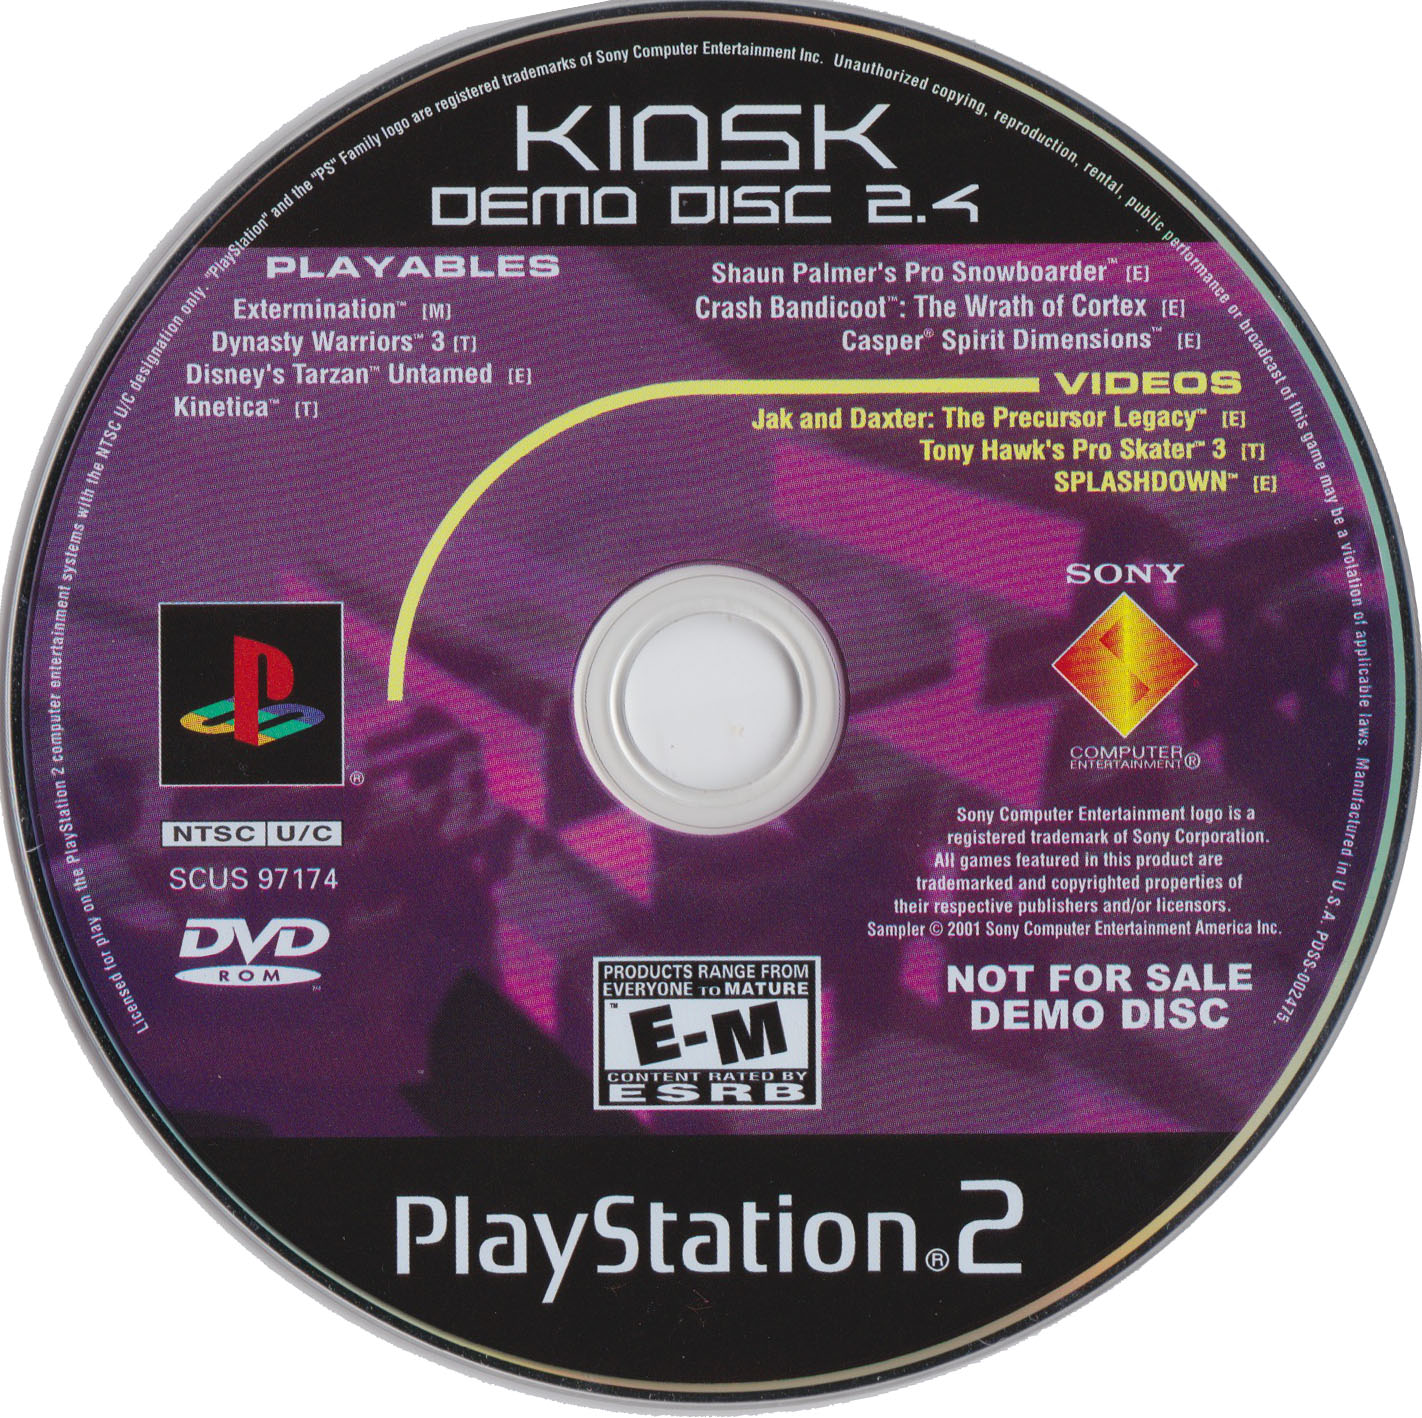 "PlayStation" and the "PS" Family logo are registered trademarks of Sony Computer Entertainment Inc. Unauthorized copying, reproduction, rental, public performance or broadcast of this game may be a violation of applicable laws. Manufactured in U.S.A. PDSS-002475.
KIOSK
DEMO DISC 2.4
PLAYABLES
Extermination™ [M]
Dynasty Warriors™ 3 [T]
Disney's Tarzan™ Untamed [E]
Kinetica™ [T]
Shaun Palmer's Pro Snowboarder™ [E]
Crash Bandicoot™: The Wrath of Cortex [E]
Casper® Spirit Dimensions™ [E]
VIDEOS
Jak and Daxter: The Precursor Legacy™ [E]
Tony Hawk's Pro Skater™ 3 [T]
SPLASHDOWN™ [E]
SONY
COMPUTER
ENTERTAINMENT®
®
NTSC U/C
SCUS 97174
DVD
ROM
™
Sony Computer Entertainment logo is a
registered trademark of Sony Corporation.
All games featured in this product are
trademarked and copyrighted properties of
their respective publishers and/or licensors.
Sampler © 2001 Sony Computer Entertainment America Inc.
NOT FOR SALE
DEMO DISC
PRODUCTS RANGE FROM
EVERYONE TO MATURE
™
E-M
CONTENT RATED BY
ESRB
PlayStation®2
Licensed for play on the PlayStation 2 computer entertainment systems with the NTSC U/C designation only.